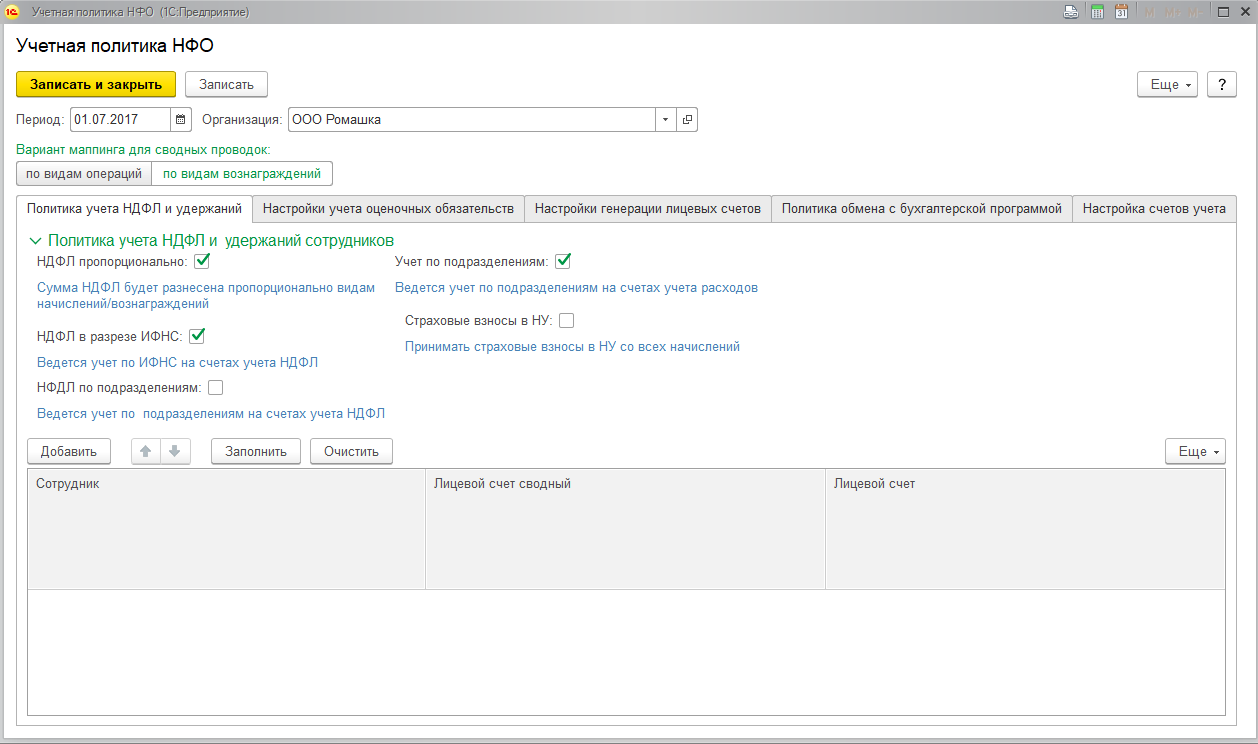 Учетная политика НФО (1С:Предприятие)
31
M M+ M-
Учетная политика НФО
Записать и закрыть Записать Еще ?
Период: 01.07.2017 Организация: ООО Ромашка
Вариант маппинга для сводных проводок:
по видам операций по видам вознаграждений
Политика учета НДФЛ и удержаний Настройки учета оценочных обязательств Настройки генерации лицевых счетов Политика обмена с бухгалтерской программой Настройка счетов учета
Политика учета НДФЛ и удержаний сотрудников
НДФЛ пропорционально: Учет по подразделениям:
Сумма НДФЛ будет разнесена пропорционально видам Ведется учет по подразделениям на счетах учета расходов
начислений/вознаграждений
Страховые взносы в НУ:
НДФЛ в разрезе ИФНС:
Принимать страховые взносы в НУ со всех начислений
Ведется учет по ИФНС на счетах учета НДФЛ
НФДЛ по подразделениям:
Ведется учет по подразделениям на счетах учета НДФЛ
Добавить Заполнить Очистить Еще
Сотрудник Лицевой счет сводный Лицевой счет